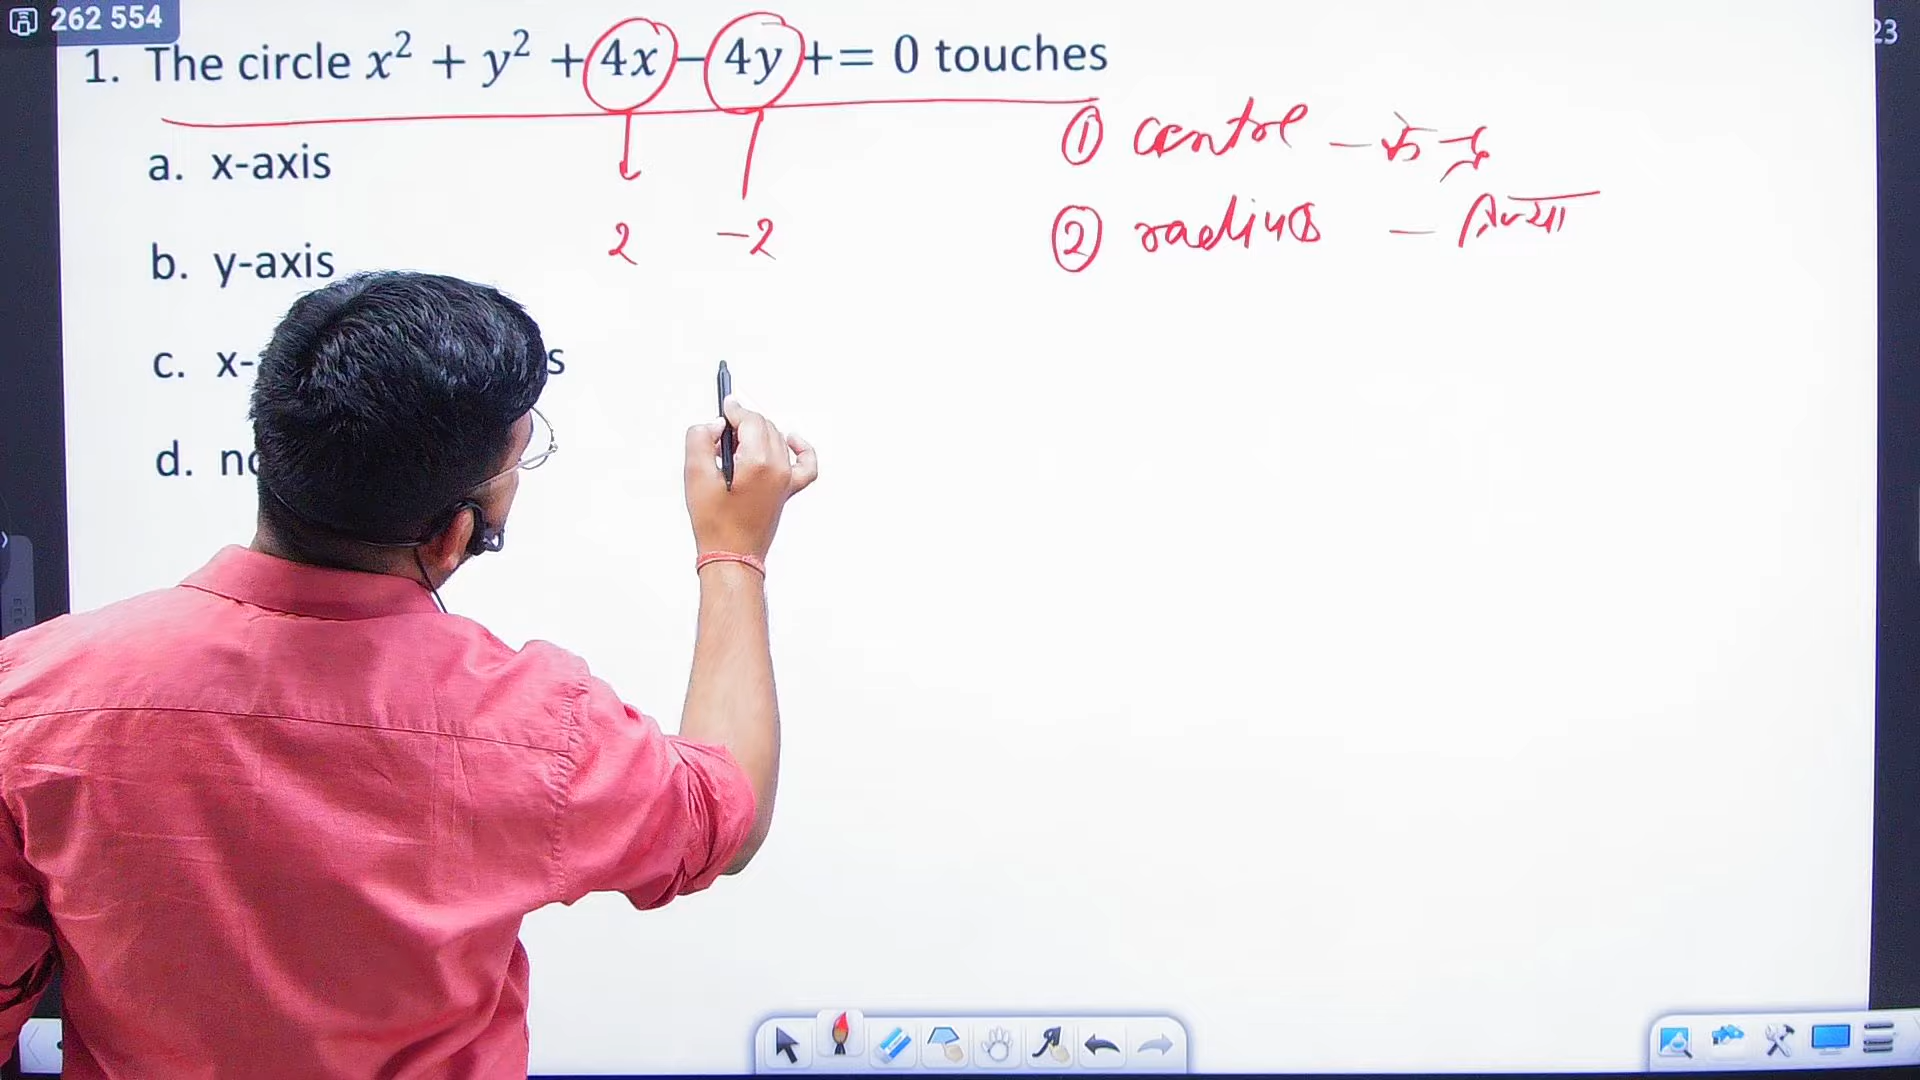 262 554
23
1. The circle x² + y² + 4x − 4y += 0 touches
a. x-axis
b. y-axis
c. x- s
d. no
2 −2
① centre – केन्द्र
② radius – त्रिज्या